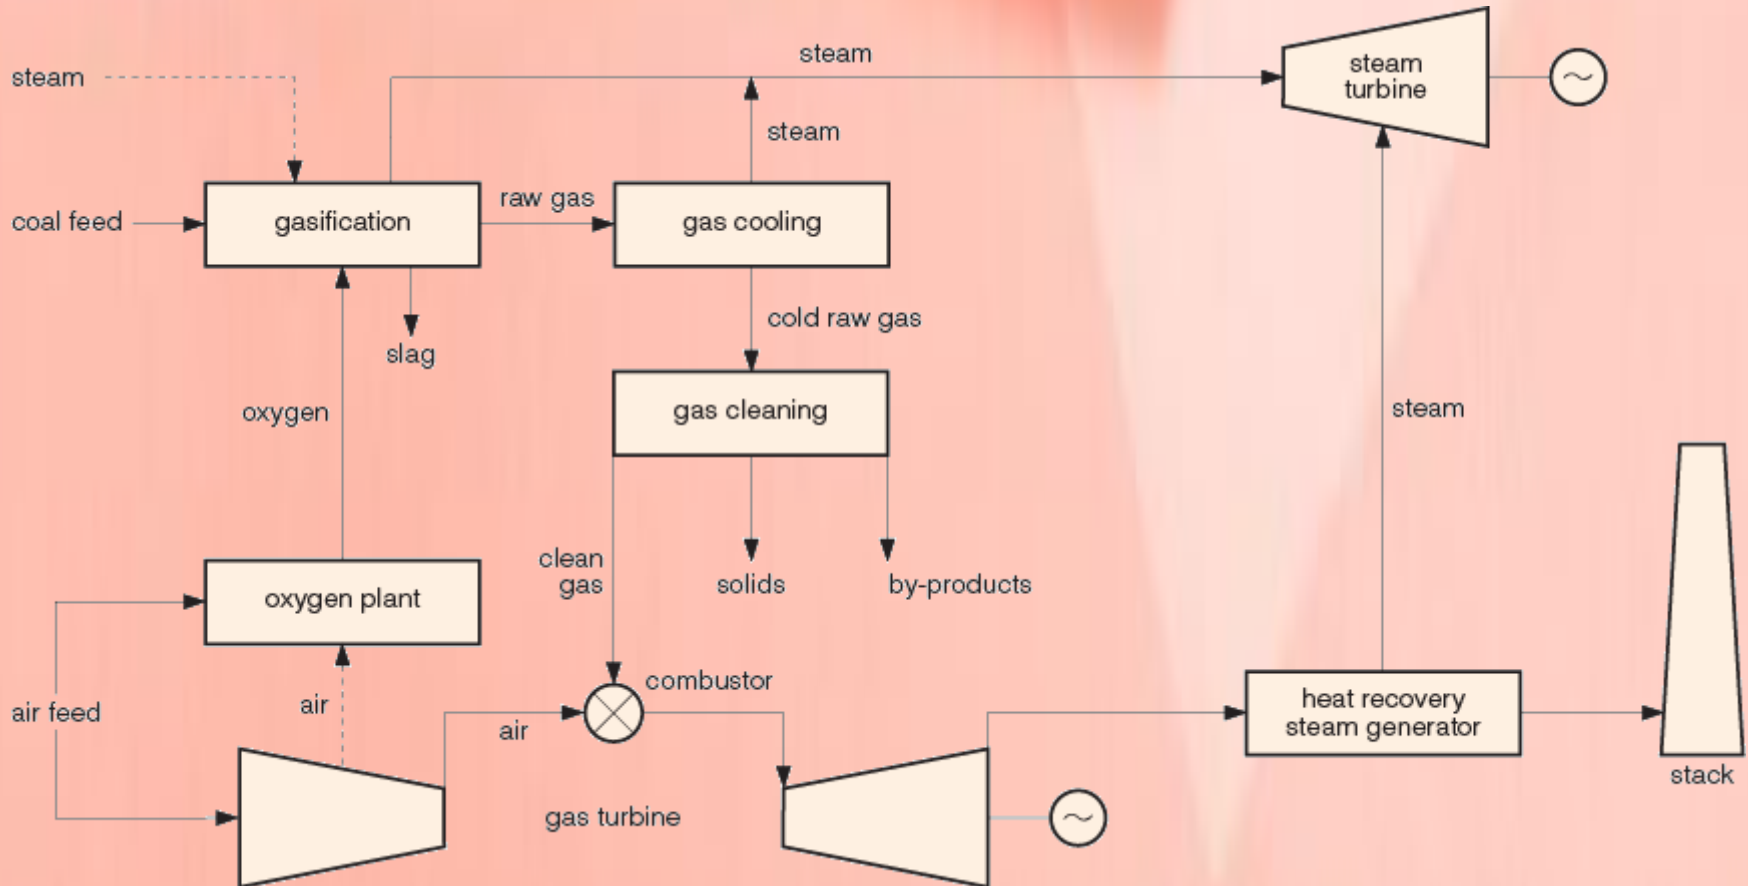 steam
steam
steam
turbine
~
steam
coal feed
gasification
raw gas
gas cooling
cold raw gas
slag
oxygen
gas cleaning
steam
clean
gas
solids
by-products
oxygen plant
combustor
air feed
air
air
heat recovery
steam generator
stack
gas turbine
~